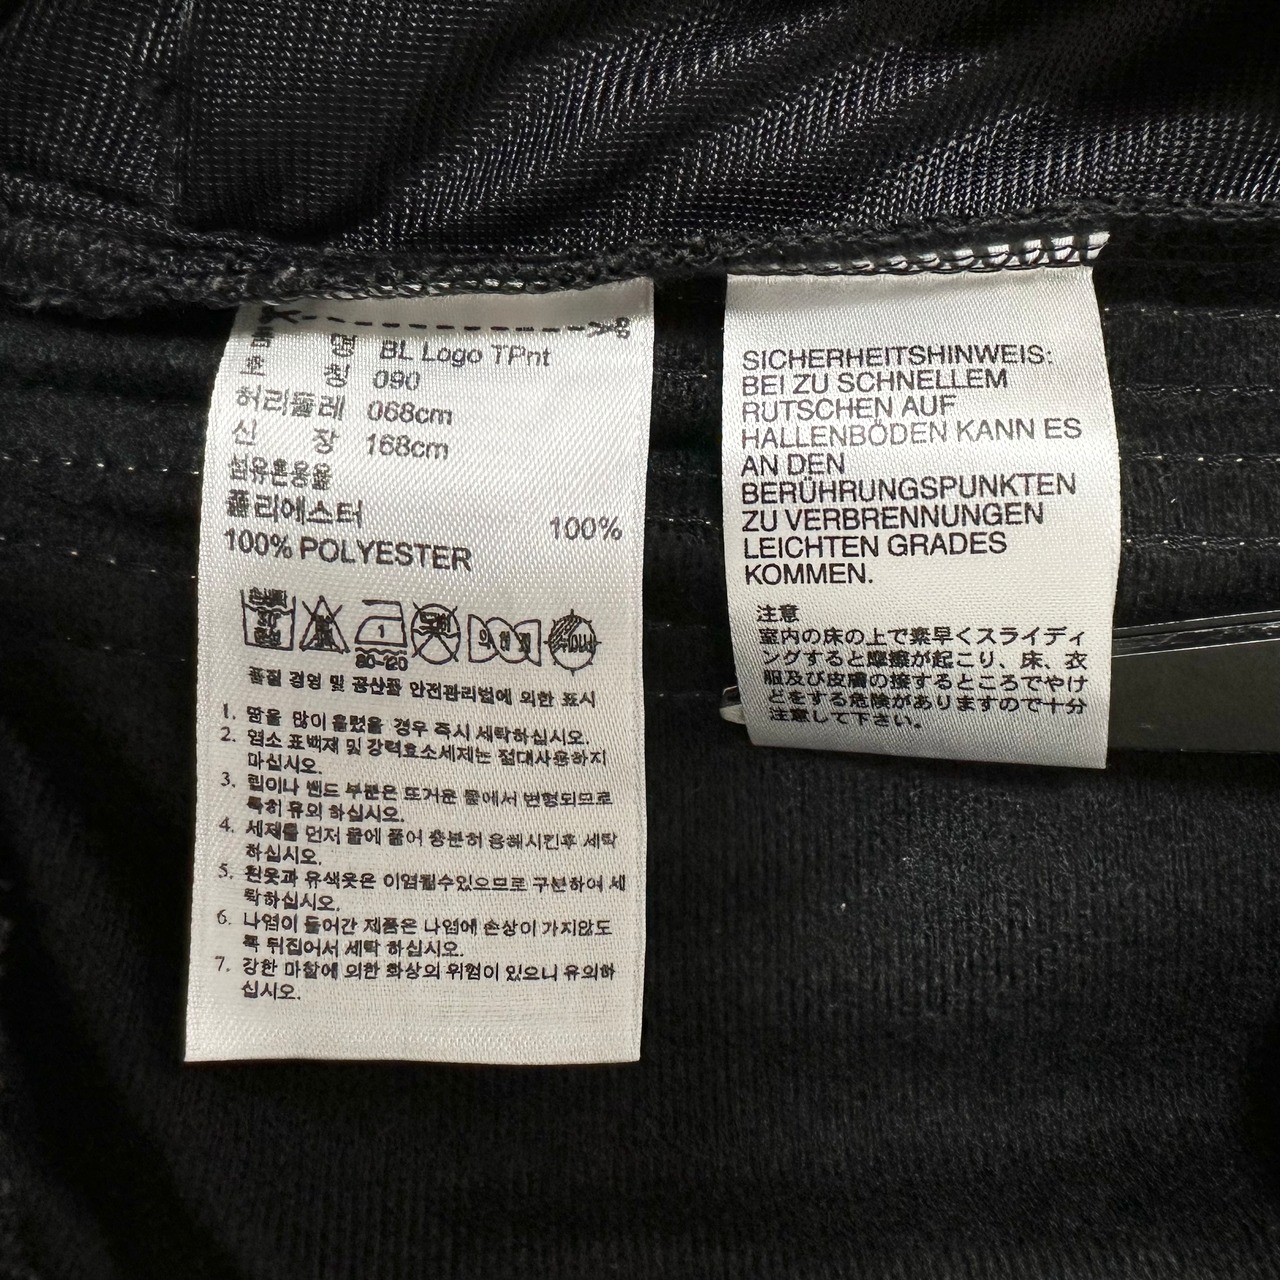 품 명 BL Logo TPnt
호 칭 090
허리둘레 068cm
신 장 168cm
섬유혼용율
폴리에스터 100%
100% POLYESTER
손세탁
30°
중성
1
80-120
품질 경영 및 공산품 안전관리법에 의한 표시
1. 땀을 많이 흘렸을 경우 즉시 세탁하십시오.
2. 염소 표백제 및 강력효소세제는 절대사용하지
마십시오.
3. 립이나 밴드 부분은 뜨거운 물에서 변형되므로
특히 유의 하십시오.
4. 세제를 먼저 물에 풀어 충분히 용해시킨후 세탁
하십시오.
5. 흰옷과 유색옷은 이염될수있으므로 구분하여 세
탁하십시오.
6. 나염이 들어간 제품은 나염에 손상이 가지않도
록 뒤집어서 세탁 하십시오.
7. 강한 마찰에 의한 화상의 위험이 있으니 유의하
십시오.
SICHERHEITSHINWEIS:
BEI ZU SCHNELLEM
RUTSCHEN AUF
HALLENBÖDEN KANN ES
AN DEN
BERÜHRUNGSPUNKTEN
ZU VERBRENNUNGEN
LEICHTEN GRADES
KOMMEN.
注意
室内の床の上で素早くスライディ
ングすると摩擦が起こり、床、衣
服及び皮膚の接するところでやけ
どをする危険がありますので十分
注意して下さい。